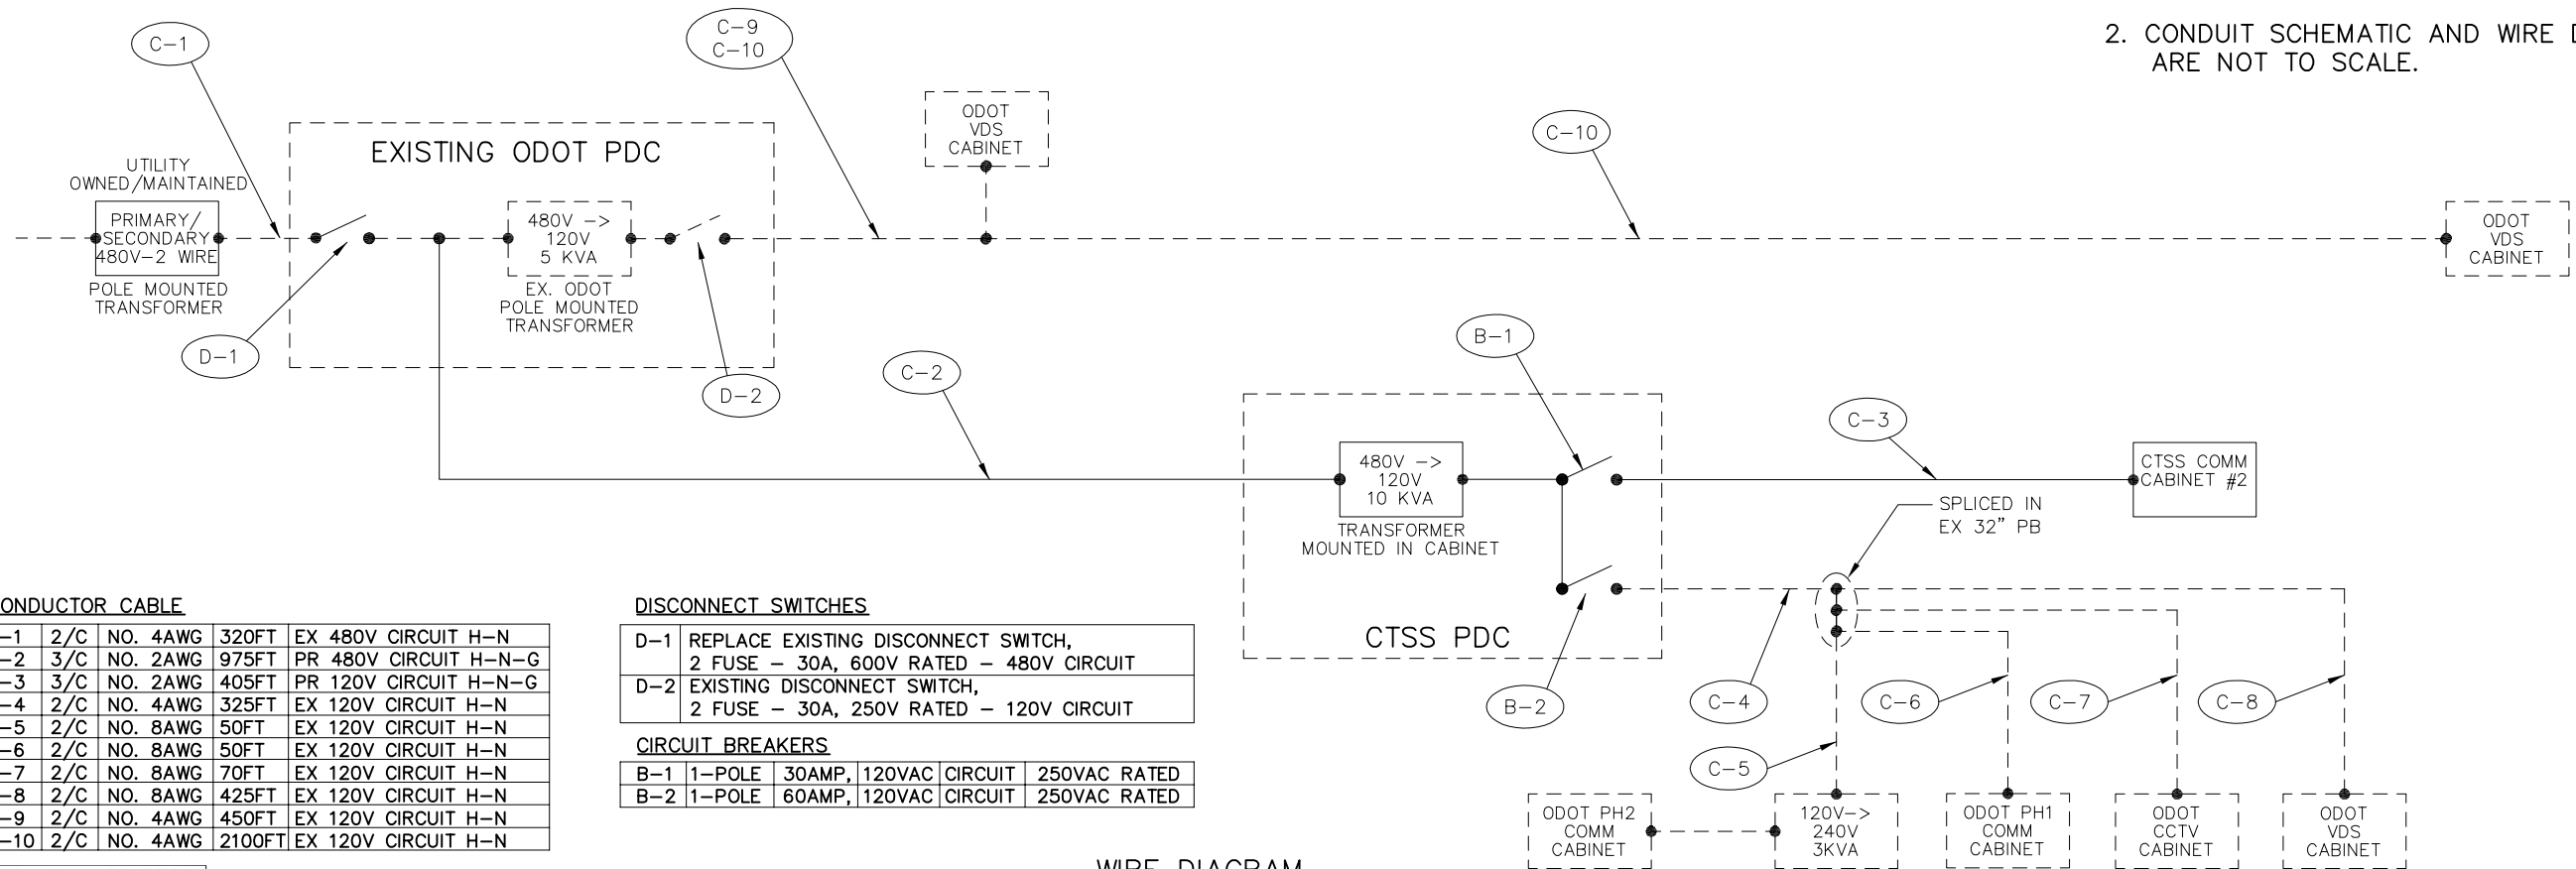 2. CONDUIT SCHEMATIC AND WIRE
ARE NOT TO SCALE.
C-1
C-9
C-10
ODOT
VDS
CABINET
C-10
EXISTING ODOT PDC
UTILITY
OWNED/MAINTAINED
PRIMARY/
SECONDARY
480V-2 WIRE
POLE MOUNTED
TRANSFORMER
480V ->
120V
5 KVA
EX. ODOT
POLE MOUNTED
TRANSFORMER
ODOT
VDS
CABINET
D-1
D-2
C-2
B-1
C-3
480V ->
120V
10 KVA
TRANSFORMER
MOUNTED IN CABINET
CTSS COMM
CABINET #2
SPLICED IN
EX 32" PB
CTSS PDC
B-2
C-4
C-6
C-7
C-8
C-5
ODOT PH2
COMM
CABINET
120V->
240V
3KVA
ODOT PH1
COMM
CABINET
ODOT
CCTV
CABINET
ODOT
VDS
CABINET
ONDUCTOR CABLE
-1 2/C NO. 4AWG 320FT EX 480V CIRCUIT H-N
-2 3/C NO. 2AWG 975FT PR 480V CIRCUIT H-N-G
-3 3/C NO. 2AWG 405FT PR 120V CIRCUIT H-N-G
-4 2/C NO. 4AWG 325FT EX 120V CIRCUIT H-N
-5 2/C NO. 8AWG 50FT EX 120V CIRCUIT H-N
-6 2/C NO. 8AWG 50FT EX 120V CIRCUIT H-N
-7 2/C NO. 8AWG 70FT EX 120V CIRCUIT H-N
-8 2/C NO. 8AWG 425FT EX 120V CIRCUIT H-N
-9 2/C NO. 4AWG 450FT EX 120V CIRCUIT H-N
-10 2/C NO. 4AWG 2100FT EX 120V CIRCUIT H-N
DISCONNECT SWITCHES
D-1 REPLACE EXISTING DISCONNECT SWITCH,
2 FUSE - 30A, 600V RATED - 480V CIRCUIT
D-2 EXISTING DISCONNECT SWITCH,
2 FUSE - 30A, 250V RATED - 120V CIRCUIT
CIRCUIT BREAKERS
B-1 1-POLE 30AMP, 120VAC CIRCUIT 250VAC RATED
B-2 1-POLE 60AMP, 120VAC CIRCUIT 250VAC RATED
WIRE DIAGRAM